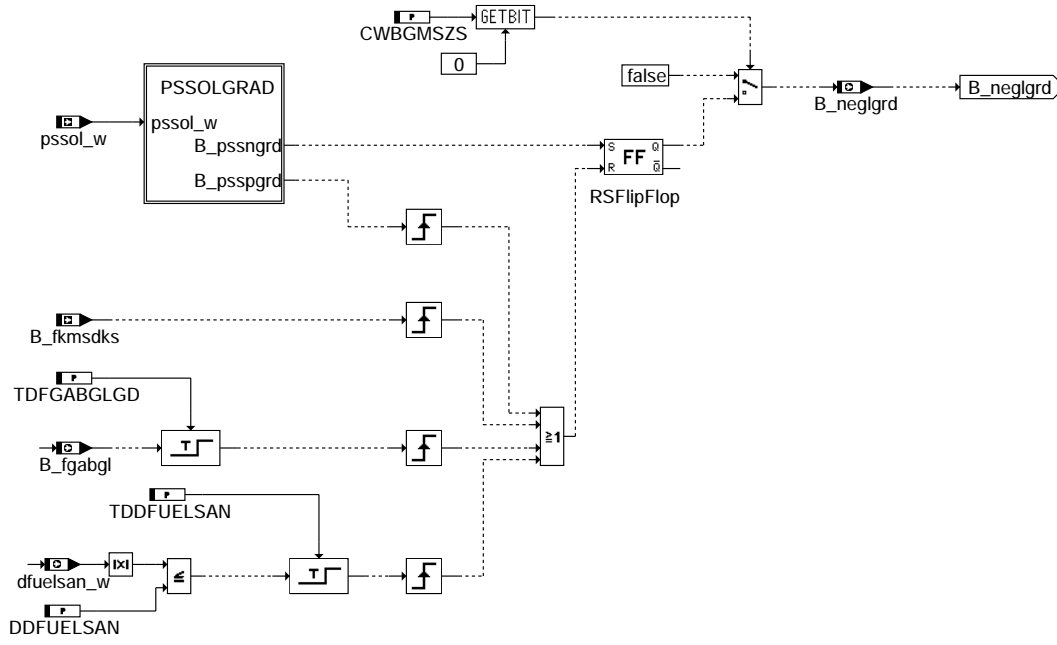 P
CWBGMSZS
GETBIT
0
false
B_neglgrd
B_neglgrd
PSSOLGRAD
pssol_w
pssol_w
B_pssngrd
B_psspgrd
S Q
FF
R Q̅
RSFlipFlop
B_fkmsdks
P
TDFGABGLGD
T
B_fgabgl
≥1
P
TDDFUELSAN
|X|
dfuelsan_w
≤
T
P
DDFUELSAN